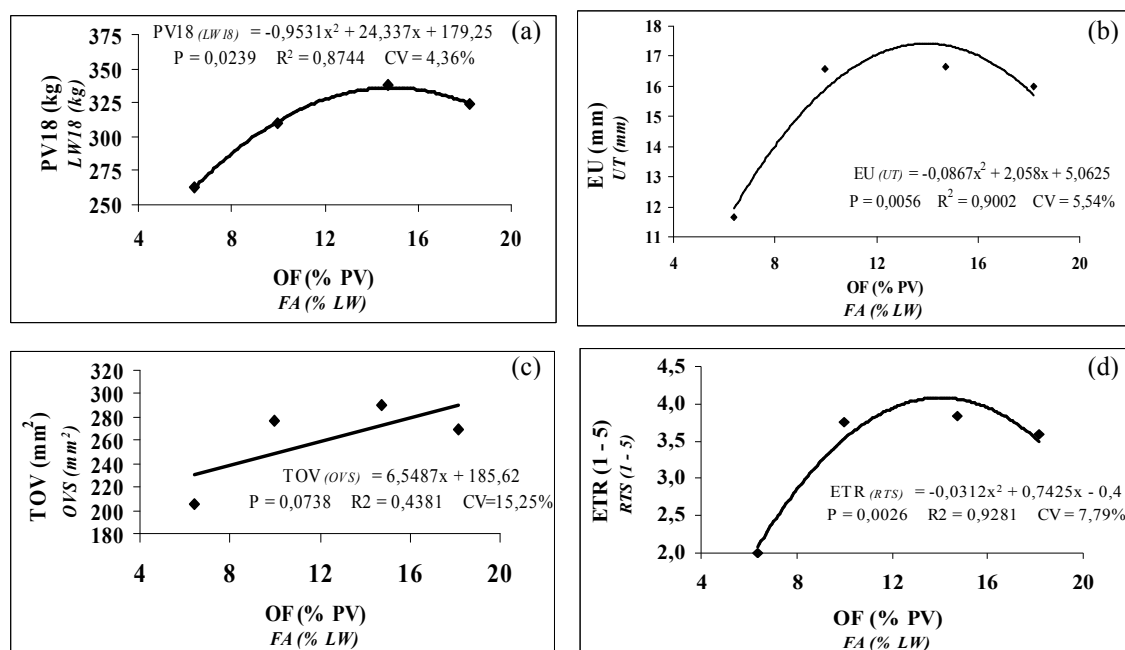 (a)
PV18 (LW18) = -0,9531x² + 24,337x + 179,25
P = 0,0239 R² = 0,8744 CV = 4,36%
375
350
325
300
275
250
PV18 (kg)
LW18 (kg)
4 8 12 16 20
OF (% PV)
FA (% LW)
(b)
18
17
16
15
14
13
12
11
EU (mm)
UT (mm)
EU (UT) = -0,0867x² + 2,058x + 5,0625
P = 0,0056 R² = 0,9002 CV = 5,54%
4 8 12 16 20
OF (% PV)
FA (% LW)
(c)
320
300
280
260
240
220
200
180
TOV (mm²)
OVS (mm²)
TOV (OVS) = 6,5487x + 185,62
P = 0,0738 R2 = 0,4381 CV=15,25%
4 8 12 16 20
OF (% PV)
FA (% LW)
(d)
4,5
4,0
3,5
3,0
2,5
2,0
ETR (1 - 5)
RTS (1 - 5)
ETR (RTS) = -0,0312x² + 0,7425x - 0,4
P = 0,0026 R2 = 0,9281 CV = 7,79%
4 8 12 16 20
OF (% PV)
FA (% LW)